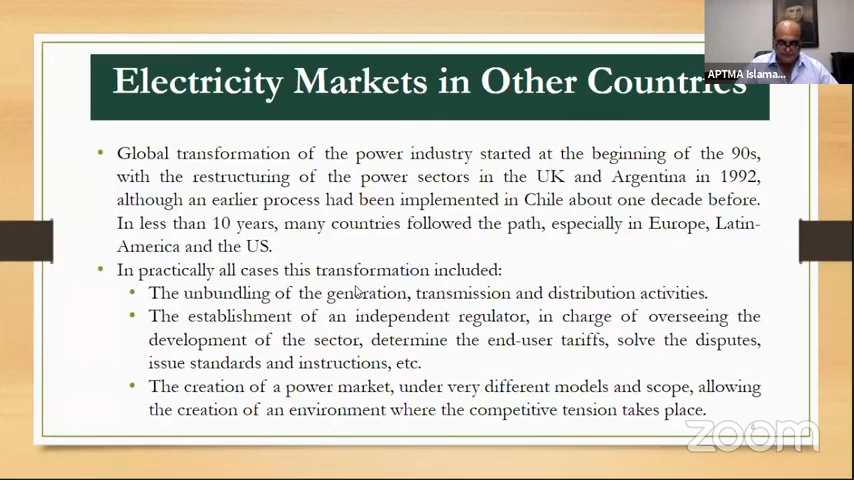 Electricity Markets in Other Countries
APTMA Islama...
• Global transformation of the power industry started at the beginning of the 90s,
with the restructuring of the power sectors in the UK and Argentina in 1992,
although an earlier process had been implemented in Chile about one decade before.
In less than 10 years, many countries followed the path, especially in Europe, Latin-
America and the US.
• In practically all cases this transformation included:
• The unbundling of the generation, transmission and distribution activities.
• The establishment of an independent regulator, in charge of overseeing the
development of the sector, determine the end-user tariffs, solve the disputes,
issue standards and instructions, etc.
• The creation of a power market, under very different models and scope, allowing
the creation of an environment where the competitive tension takes place.
zoom